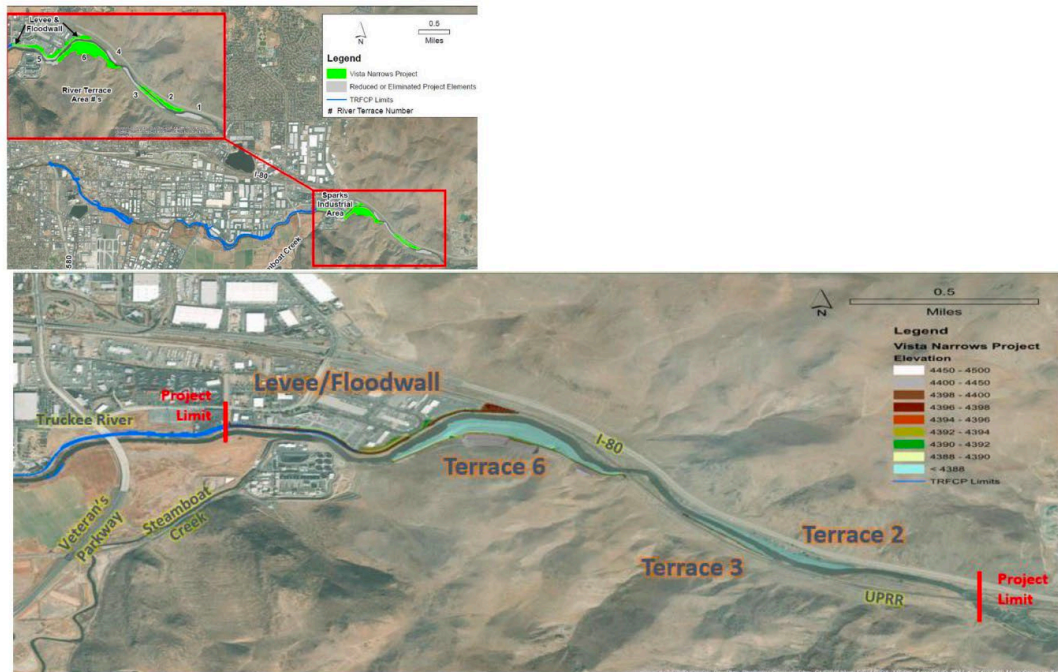 Levee &
Floodwall
4
5
6
River Terrace
Area #s
3
2
1
N
0.5
Miles
Legend
Vista Narrows Project
Reduced or Eliminated Project Elements
TRFCP Limits
# River Terrace Number
I-80
Sparks
Industrial
Area
580
mboat Creek
0.5
N
Miles
Legend
Vista Narrows Project
Elevation
4450 - 4500
4400 - 4450
4398 - 4400
4396 - 4398
4394 - 4396
4392 - 4394
4390 - 4392
4388 - 4390
< 4388
TRFCP Limits
Levee/Floodwall
Project
Limit
Truckee River
I-80
Terrace 6
Steamboat
Creek
Veteran's
Parkway
Terrace 2
Terrace 3
UPRR
Project
Limit